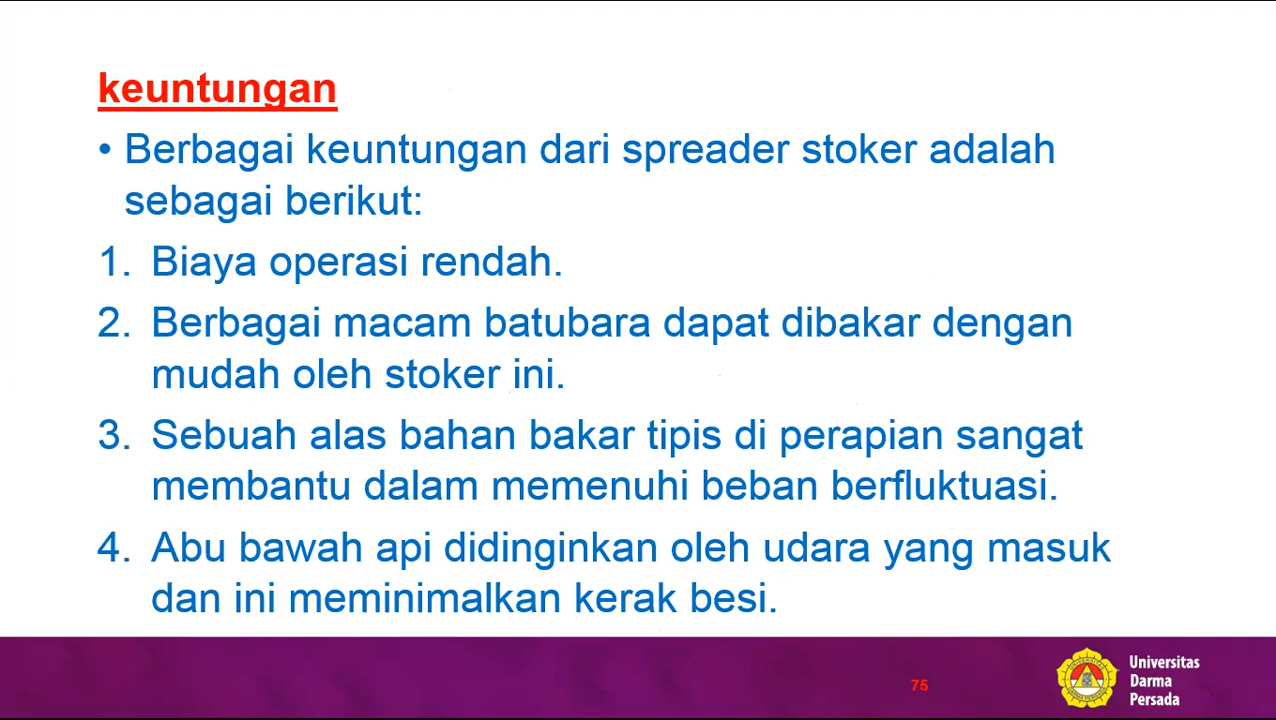 keuntungan
• Berbagai keuntungan dari spreader stoker adalah
sebagai berikut:
1. Biaya operasi rendah.
2. Berbagai macam batubara dapat dibakar dengan
mudah oleh stoker ini.
3. Sebuah alas bahan bakar tipis di perapian sangat
membantu dalam memenuhi beban berfluktuasi.
4. Abu bawah api didinginkan oleh udara yang masuk
dan ini meminimalkan kerak besi.
75
Universitas
Darma
Persada